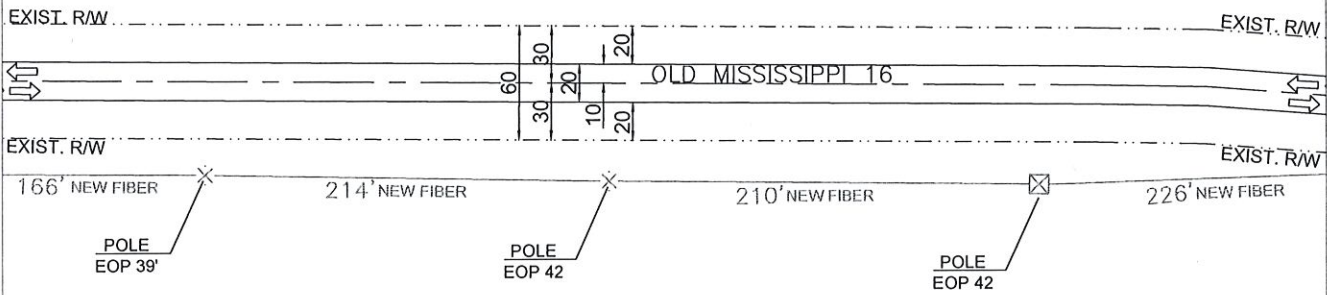 EXIST. R/W
EXIST. R/W
60
30
30
20
10
20
20
OLD MISSISSIPPI 16
EXIST. R/W
EXIST. R/W
166' NEW FIBER
214' NEW FIBER
210' NEW FIBER
226' NEW FIBER
POLE
EOP 39'
POLE
EOP 42
POLE
EOP 42